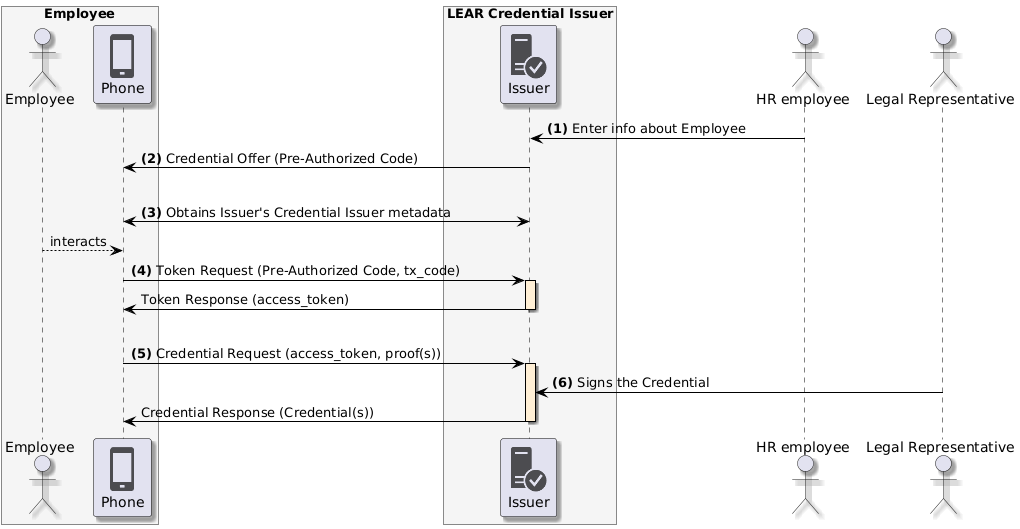 Employee
LEAR Credential Issuer
Employee
Phone
Issuer
HR employee
Legal Representative
(1) Enter info about Employee
(2) Credential Offer (Pre-Authorized Code)
(3) Obtains Issuer's Credential Issuer metadata
interacts
(4) Token Request (Pre-Authorized Code, tx_code)
Token Response (access_token)
(5) Credential Request (access_token, proof(s))
(6) Signs the Credential
Credential Response (Credential(s))
Employee
Phone
Issuer
HR employee
Legal Representative